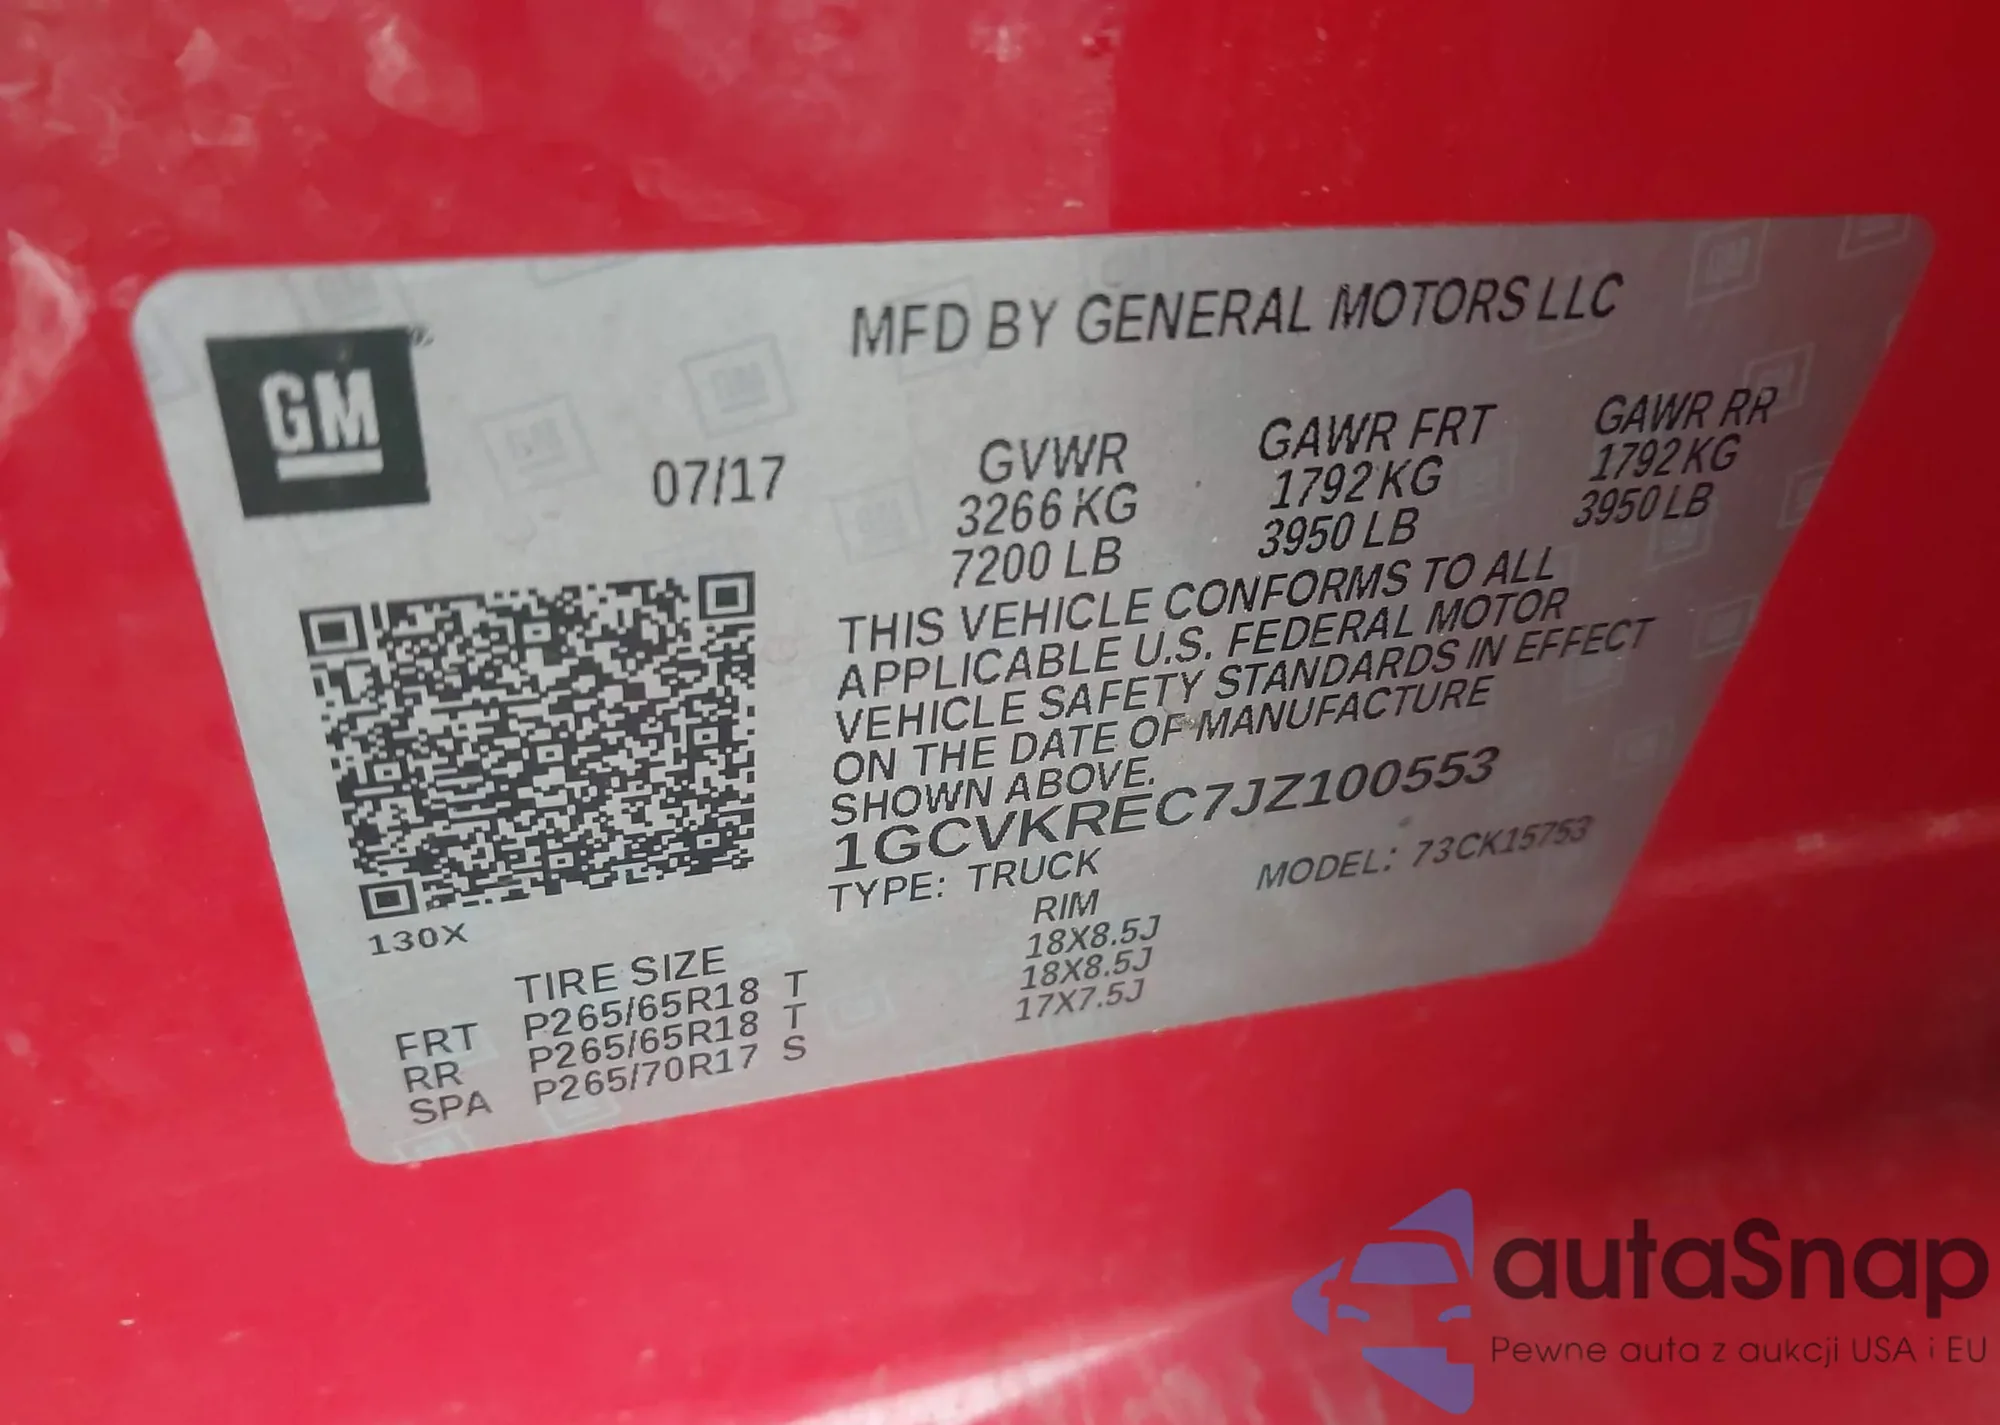 MFD BY GENERAL MOTORS LLC
GM
07/17
GVWR GAWR FRT GAWR RR
3266 KG 1792 KG 1792 KG
7200 LB 3950 LB 3950 LB
THIS VEHICLE CONFORMS TO ALL
APPLICABLE U.S. FEDERAL MOTOR
VEHICLE SAFETY STANDARDS IN EFFECT
ON THE DATE OF MANUFACTURE
SHOWN ABOVE.
1GCVKREC7JZ100553
TYPE: TRUCK MODEL: 73CK15753
130X
TIRE SIZE RIM
FRT P265/65R18 T 18X8.5J
RR P265/65R18 T 18X8.5J
SPA P265/70R17 S 17X7.5J
autaSnap
Pewne auta z aukcji USA i EU